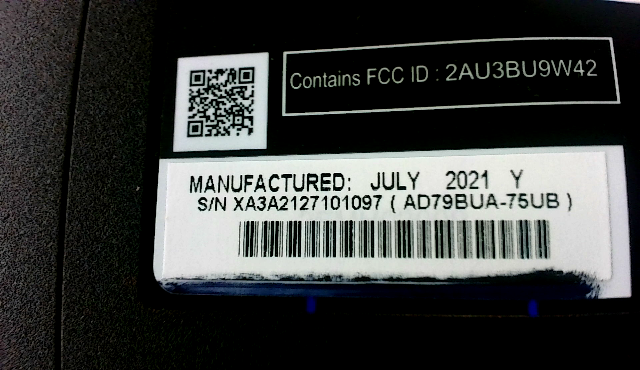 Contains FCC ID : 2AU3BU9W42
MANUFACTURED: JULY 2021 Y
S/N XA3A2127101097 ( AD79BUA-75UB )